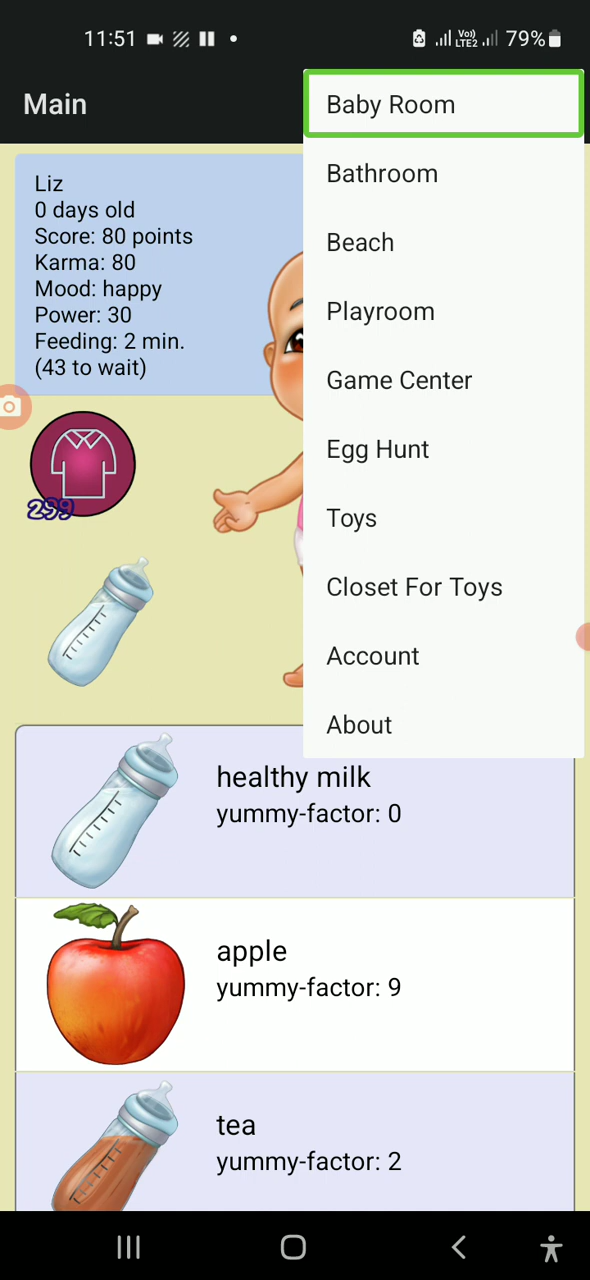 11:51
Vo))
LTE2
79%
Main
Baby Room
Bathroom
Beach
Playroom
Game Center
Egg Hunt
Toys
Closet For Toys
Account
About
Liz
0 days old
Score: 80 points
Karma: 80
Mood: happy
Power: 30
Feeding: 2 min.
(43 to wait)
299
healthy milk
yummy-factor: 0
apple
yummy-factor: 9
tea
yummy-factor: 2